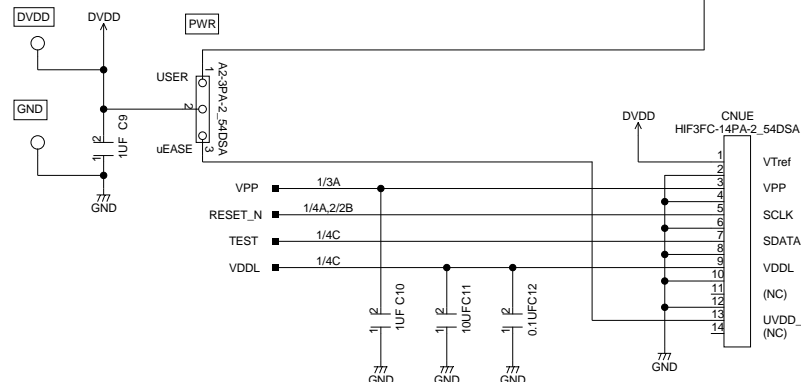 DVDD
DVDD
PWR
USER
1
A2-3PA-2_54DSA
2
GND
2
1
1UF C9
uEASE
3
GND
DVDD
CNUE
HIF3FC-14PA-2_54DSA
1
VTref
2
VPP
1/3A
3
VPP
4
RESET_N
1/4A,2/2B
5
SCLK
6
TEST
1/4C
7
SDATA
8
VDDL
1/4C
9
VDDL
10
11
(NC)
12
13
UVDD_
14
(NC)
2
1
1UF C10
2
1
10UFC11
2
1
0.1UFC12
GND
GND
GND
GND